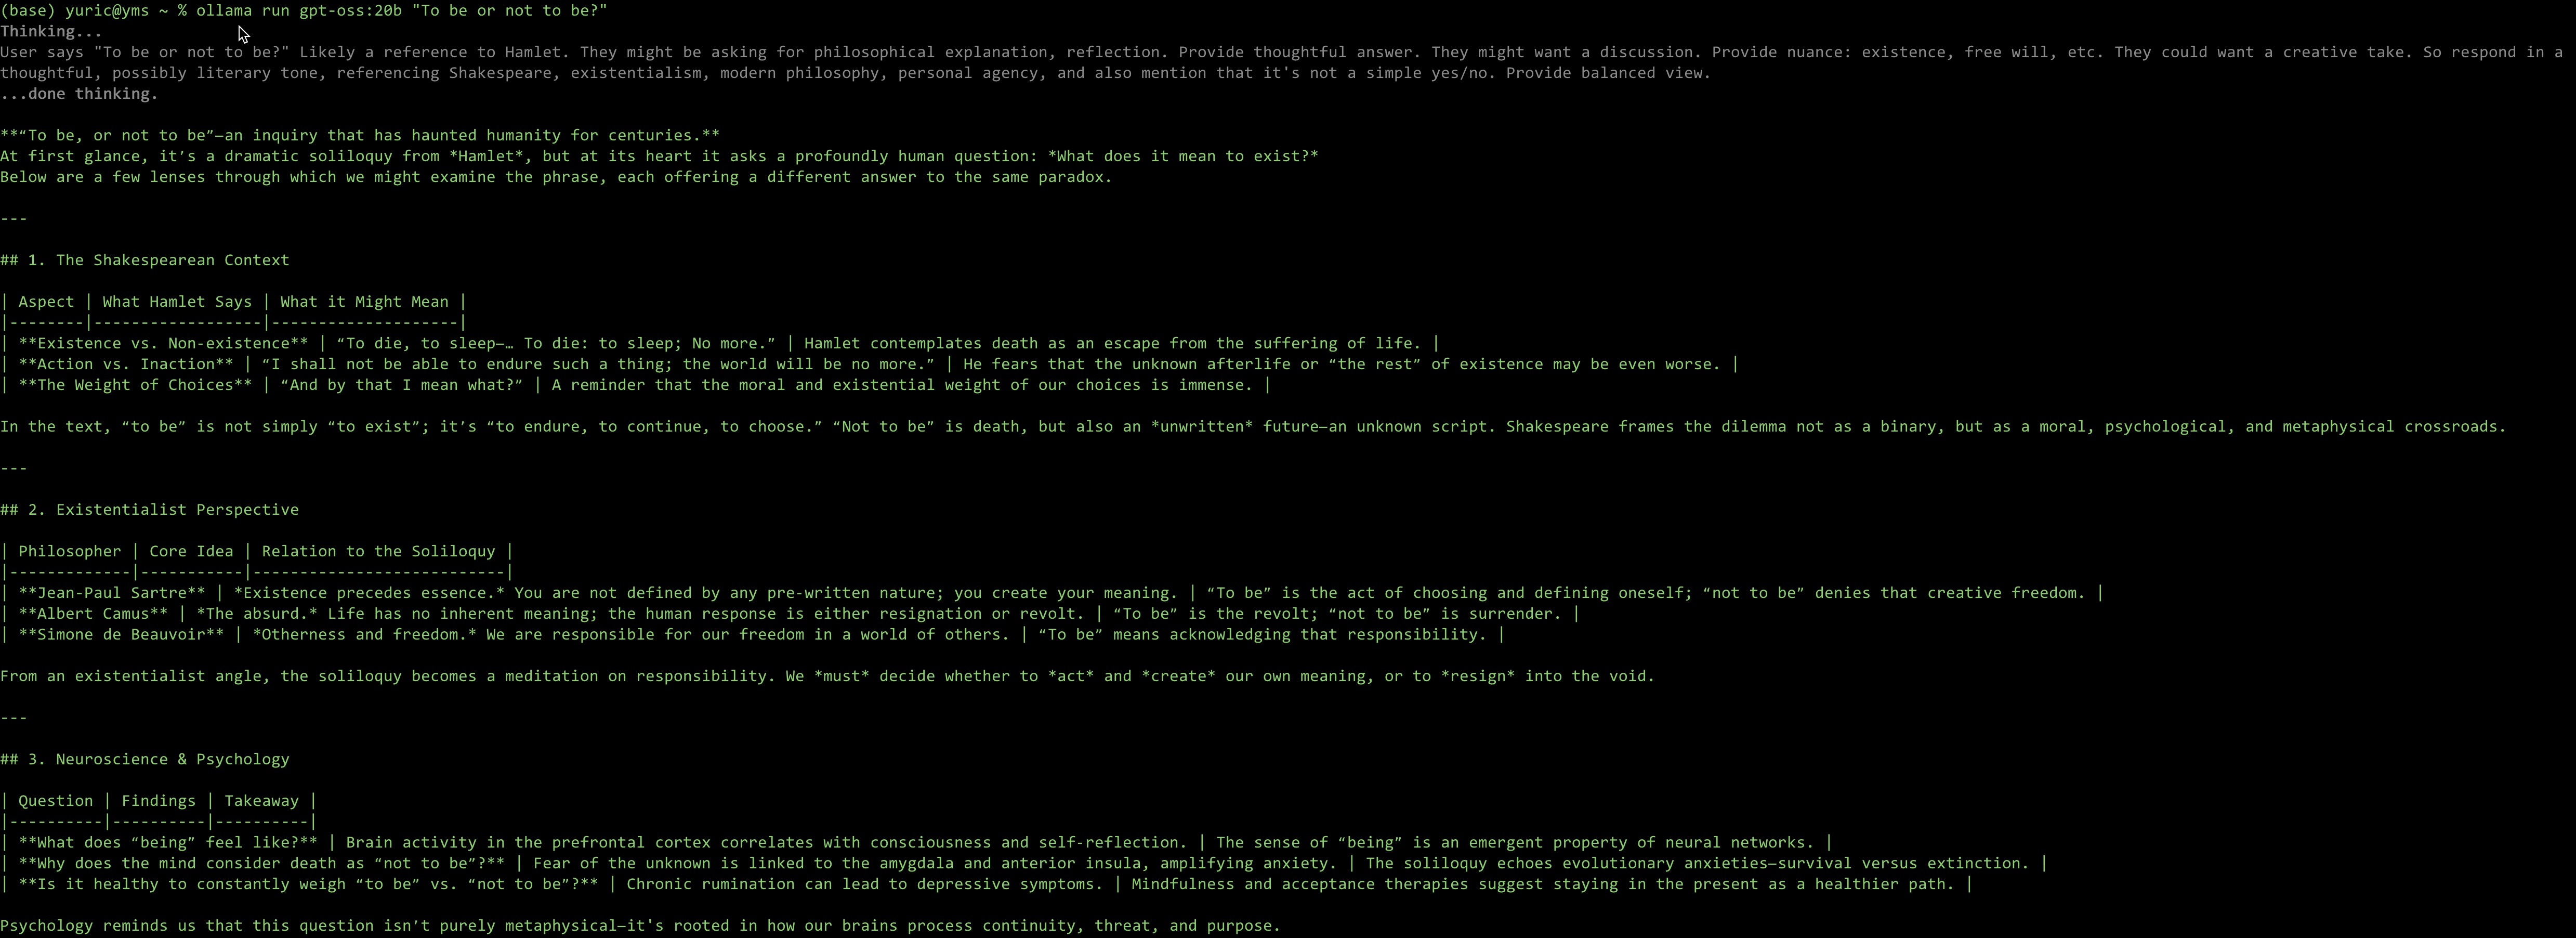 (base) yuric@yms ~ % ollama run gpt-oss:20b "To be or not to be?"
Thinking...
User says "To be or not to be?" Likely a reference to Hamlet. They might be asking for philosophical explanation, reflection. Provide thoughtful answer. They might want a discussion. Provide nuance: existence, free will, etc. They could want a creative take. So respond in a
thoughtful, possibly literary tone, referencing Shakespeare, existentialism, modern philosophy, personal agency, and also mention that it's not a simple yes/no. Provide balanced view.
...done thinking.

**“To be, or not to be”—an inquiry that has haunted humanity for centuries.**
At first glance, it’s a dramatic soliloquy from *Hamlet*, but at its heart it asks a profoundly human question: *What does it mean to exist?*
Below are a few lenses through which we might examine the phrase, each offering a different answer to the same paradox.

---

## 1. The Shakespearean Context

| Aspect | What Hamlet Says | What it Might Mean |
|--------|------------------|--------------------|
| **Existence vs. Non-existence** | “To die, to sleep—… To die: to sleep; No more.” | Hamlet contemplates death as an escape from the suffering of life. |
| **Action vs. Inaction** | “I shall not be able to endure such a thing; the world will be no more.” | He fears that the unknown afterlife or “the rest” of existence may be even worse. |
| **The Weight of Choices** | “And by that I mean what?” | A reminder that the moral and existential weight of our choices is immense. |

In the text, “to be” is not simply “to exist”; it’s “to endure, to continue, to choose.” “Not to be” is death, but also an *unwritten* future—an unknown script. Shakespeare frames the dilemma not as a binary, but as a moral, psychological, and metaphysical crossroads.

---

## 2. Existentialist Perspective

| Philosopher | Core Idea | Relation to the Soliloquy |
|-------------|-----------|---------------------------|
| **Jean-Paul Sartre** | *Existence precedes essence.* You are not defined by any pre-written nature; you create your meaning. | “To be” is the act of choosing and defining oneself; “not to be” denies that creative freedom. |
| **Albert Camus** | *The absurd.* Life has no inherent meaning; the human response is either resignation or revolt. | “To be” is the revolt; “not to be” is surrender. |
| **Simone de Beauvoir** | *Otherness and freedom.* We are responsible for our freedom in a world of others. | “To be” means acknowledging that responsibility. |

From an existentialist angle, the soliloquy becomes a meditation on responsibility. We *must* decide whether to *act* and *create* our own meaning, or to *resign* into the void.

---

## 3. Neuroscience & Psychology

| Question | Findings | Takeaway |
|----------|----------|----------|
| **What does “being” feel like?** | Brain activity in the prefrontal cortex correlates with consciousness and self-reflection. | The sense of “being” is an emergent property of neural networks. |
| **Why does the mind consider death as “not to be”?** | Fear of the unknown is linked to the amygdala and anterior insula, amplifying anxiety. | The soliloquy echoes evolutionary anxieties—survival versus extinction. |
| **Is it healthy to constantly weigh “to be” vs. “not to be”?** | Chronic rumination can lead to depressive symptoms. | Mindfulness and acceptance therapies suggest staying in the present as a healthier path. |

Psychology reminds us that this question isn’t purely metaphysical—it's rooted in how our brains process continuity, threat, and purpose.